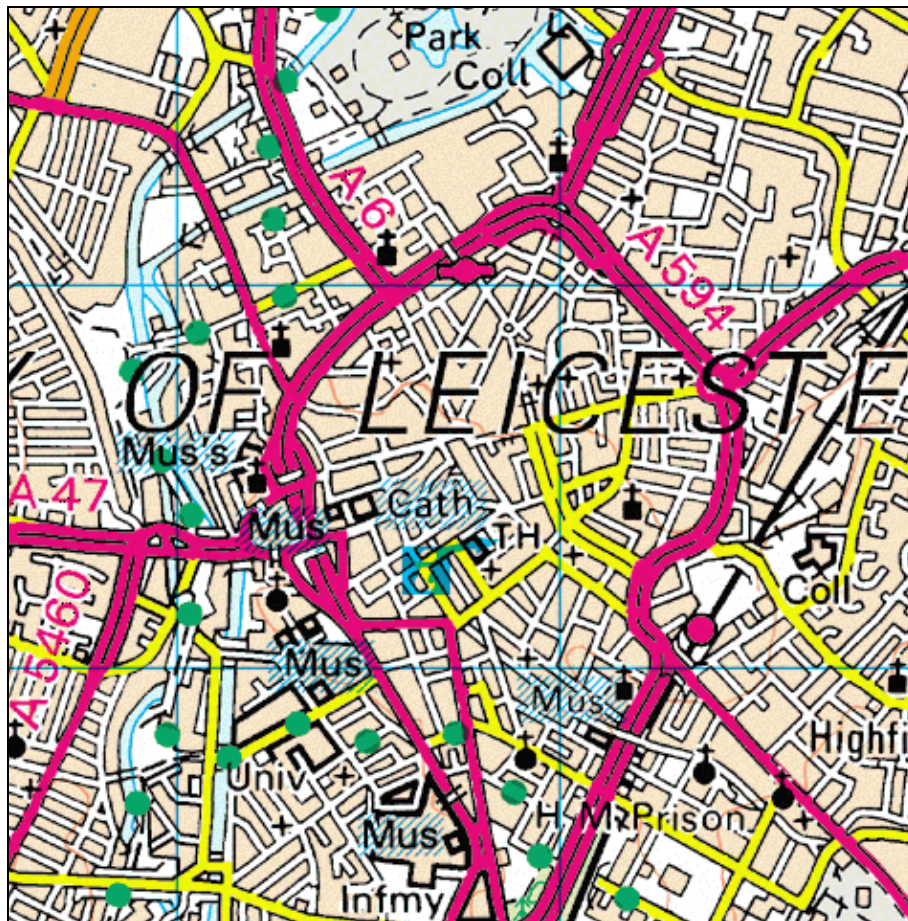 Park
Coll
A 6
A 594
OF LEICESTE
Mus's
A 47
Cath
Mus
TH
A 5460
Coll
Mus
Mus
Highfi
Univ
H M Prison
Mus
Infmy